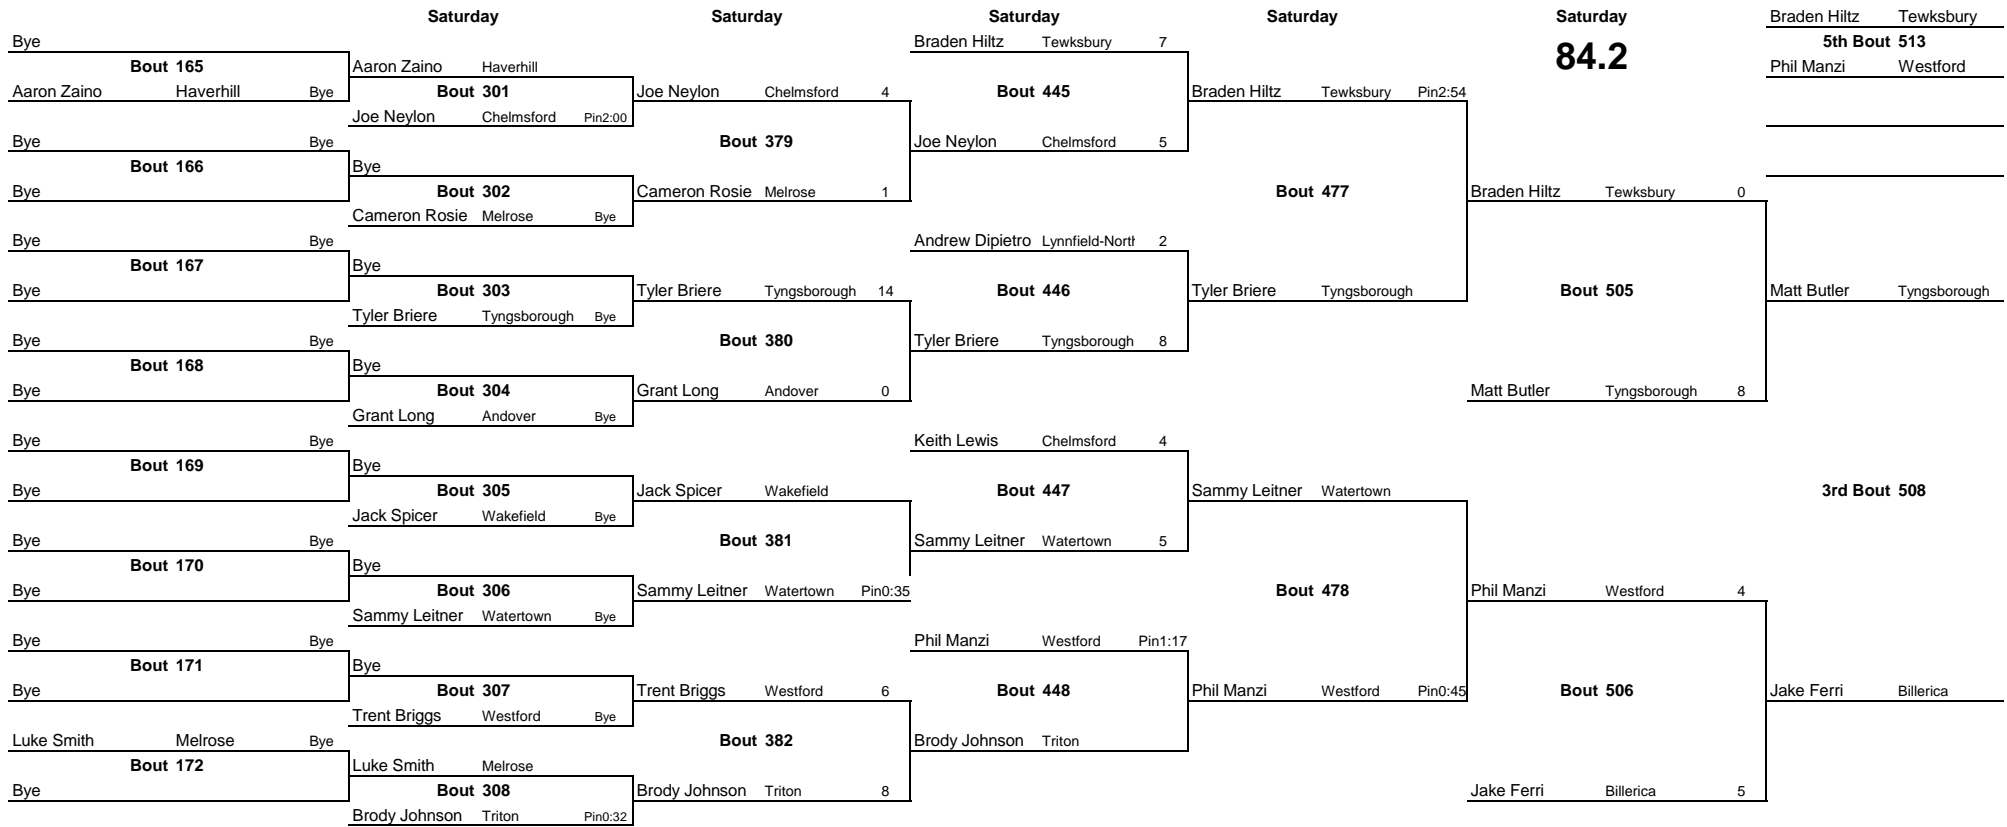 Saturday Saturday Saturday Saturday Saturday Braden Hiltz Tewksbury
Bye Braden Hiltz Tewksbury 7 84.2 5th Bout 513
Bout 165 Aaron Zaino Haverhill Phil Manzi Westford
Aaron Zaino Haverhill Bye Bout 301 Joe Neylon Chelmsford 4 Bout 445 Braden Hiltz Tewksbury Pin2:54
Joe Neylon Chelmsford Pin2:00
Bye Bye Bout 379 Joe Neylon Chelmsford 5
Bout 166 Bye
Bye Bout 302 Cameron Rosie Melrose 1 Bout 477 Braden Hiltz Tewksbury 0
Cameron Rosie Melrose Bye
Bye Bye Andrew Dipietro Lynnfield-North 2
Bout 167 Bye
Bye Bout 303 Tyler Briere Tyngsborough 14 Bout 446 Tyler Briere Tyngsborough Bout 505 Matt Butler Tyngsborough
Tyler Briere Tyngsborough Bye
Bye Bye Bout 380 Tyler Briere Tyngsborough 8
Bout 168 Bye
Bye Bout 304 Grant Long Andover 0 Matt Butler Tyngsborough 8
Grant Long Andover Bye
Bye Bye Keith Lewis Chelmsford 4
Bout 169 Bye
Bye Bout 305 Jack Spicer Wakefield Bout 447 Sammy Leitner Watertown 3rd Bout 508
Jack Spicer Wakefield Bye
Bye Bye Bout 381 Sammy Leitner Watertown 5
Bout 170 Bye
Bye Bout 306 Sammy Leitner Watertown Pin0:35 Bout 478 Phil Manzi Westford 4
Sammy Leitner Watertown Bye
Bye Bye Phil Manzi Westford Pin1:17
Bout 171 Bye
Bye Bout 307 Trent Briggs Westford 6 Bout 448 Phil Manzi Westford Pin0:45 Bout 506 Jake Ferri Billerica
Trent Briggs Westford Bye
Luke Smith Melrose Bye Bout 382 Brody Johnson Triton
Bout 172 Luke Smith Melrose
Bye Bout 308 Brody Johnson Triton 8 Jake Ferri Billerica 5
Brody Johnson Triton Pin0:32